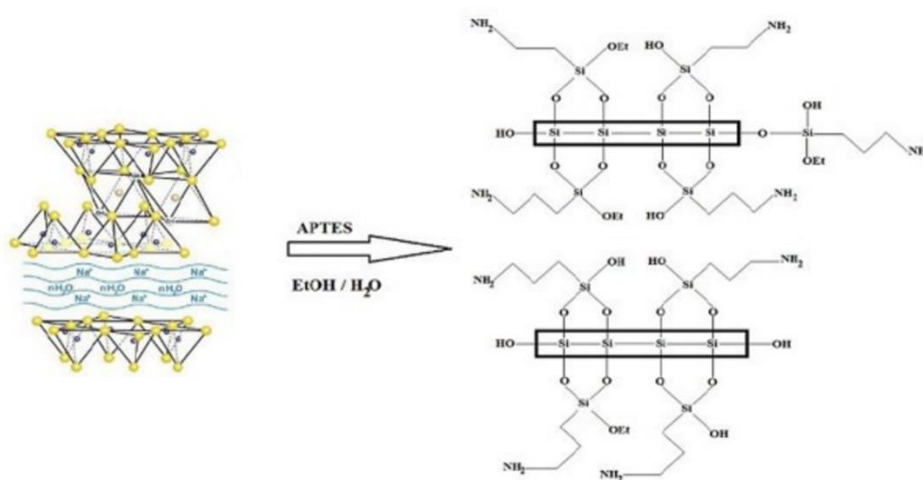 Na⁺ Na⁺ Na⁺
nH₂O nH₂O nH₂O
Na⁺ Na⁺ Na⁺
APTES
EtOH / H₂O
NH₂ NH₂
OEt HO
Si Si
O O O O OH
HO Si Si Si Si O Si
O O O O OEt NH
NH₂ Si Si NH₂
OEt HO
NH₂ OH HO NH₂
Si Si
O O O O
HO Si Si Si Si OH
O O O O
Si Si
OEt OH
NH₂ NH₂